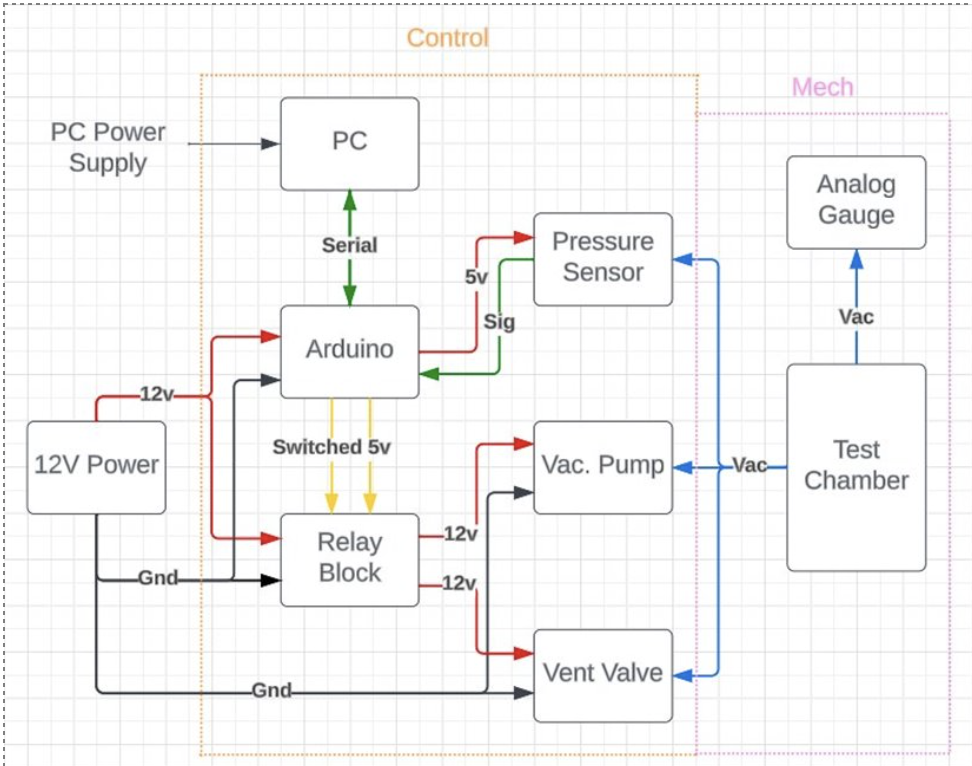 Control
Mech
PC Power
Supply
PC
Analog
Gauge
Serial
Pressure
Sensor
5v
Sig
Vac
Arduino
12v
Switched 5v
12V Power
Vac. Pump
Vac
Test
Chamber
Relay
Block
12v
12v
Gnd
Vent Valve
Gnd